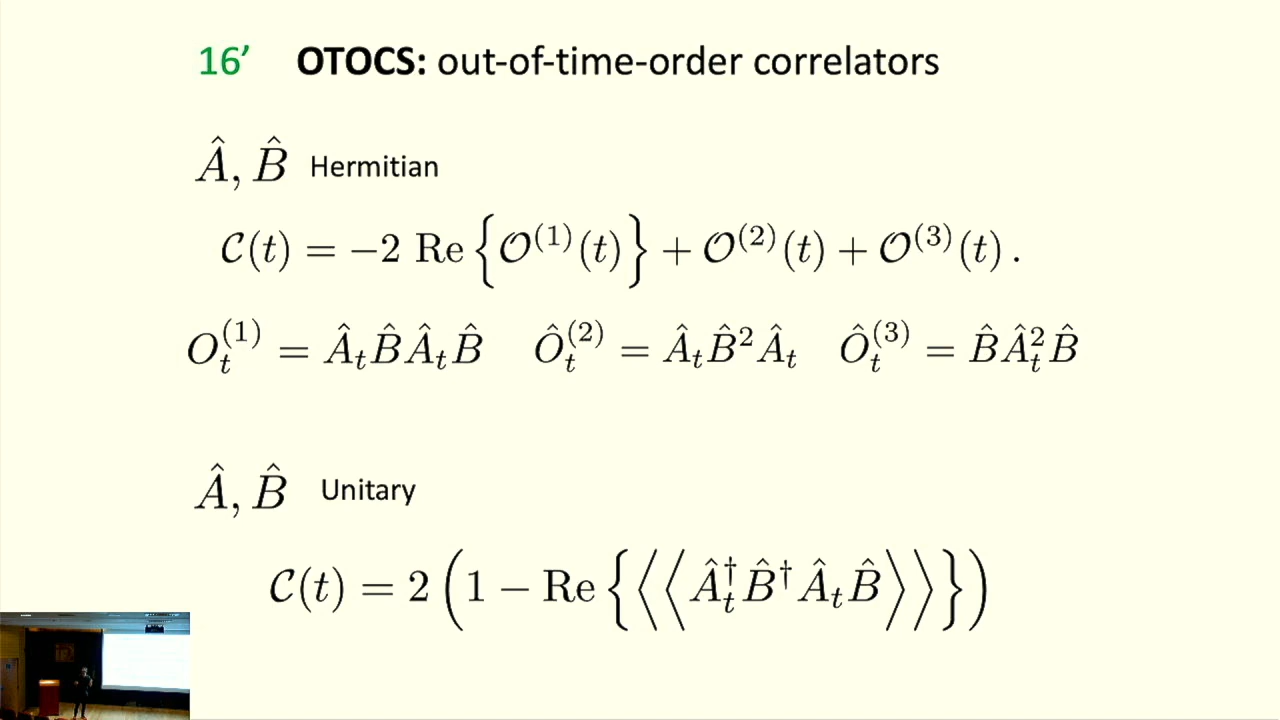 16’ OTOCS: out-of-time-order correlators
Â, B̂ Hermitian
𝒞(t) = −2 Re {𝒪⁽¹⁾(t)} + 𝒪⁽²⁾(t) + 𝒪⁽³⁾(t) .
O_t^{(1)} = Â_t B̂ Â_t B̂ Ô_t^{(2)} = Â_t B̂² Â_t Ô_t^{(3)} = B̂ Â_t² B̂
Â, B̂ Unitary
𝒞(t) = 2 (1 − Re {⟨⟨Â_t^† B̂^† Â_t B̂⟩⟩})